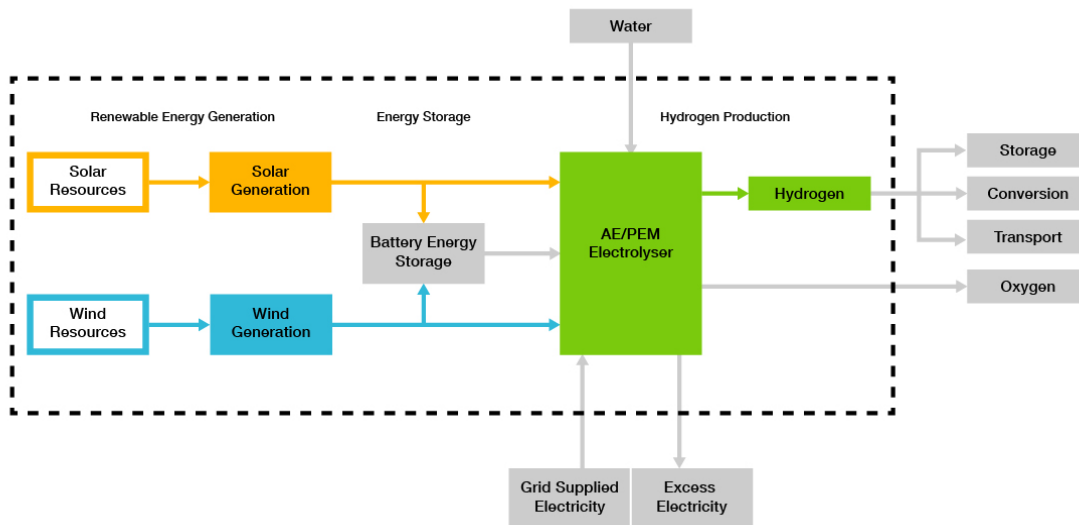 Water
Renewable Energy Generation
Energy Storage
Hydrogen Production
Solar
Resources
Solar
Generation
Battery Energy
Storage
AE/PEM
Electrolyser
Hydrogen
Storage
Conversion
Transport
Oxygen
Wind
Resources
Wind
Generation
Grid Supplied
Electricity
Excess
Electricity